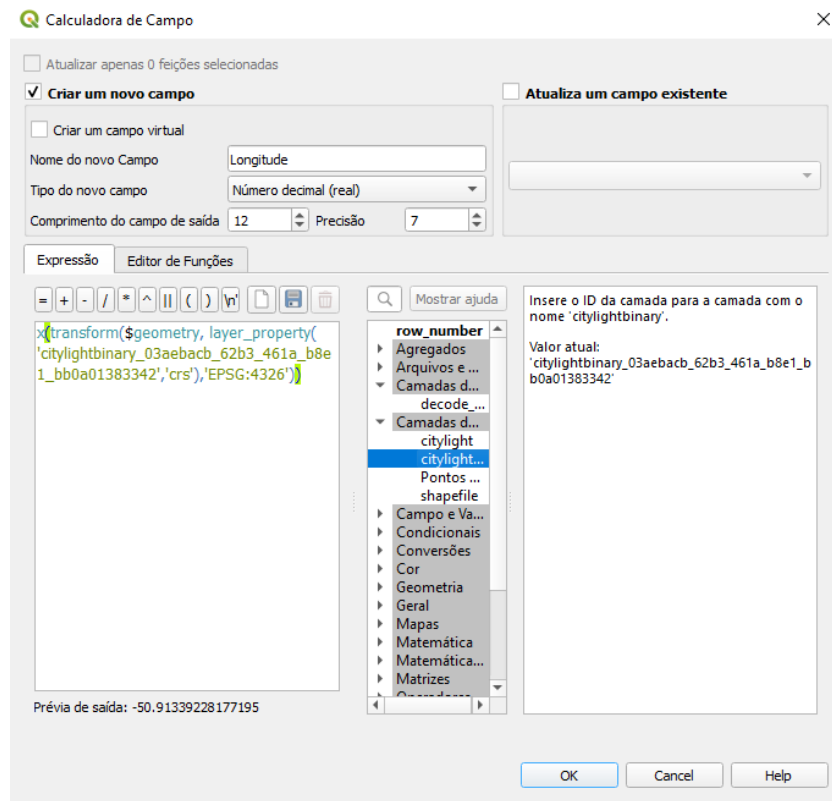 Calculadora de Campo
Atualizar apenas 0 feições selecionadas
Criar um novo campo
Atualiza um campo existente
Criar um campo virtual
Nome do novo Campo
Longitude
Tipo do novo campo
Número decimal (real)
Comprimento do campo de saída
12
Precisão
7
Expressão
Editor de Funções
= + - / * ^ || ( ) \n'
Mostrar ajuda
x(transform($geometry, layer_property(
'citylightbinary_03aebacb_62b3_461a_b8e
1_bb0a01383342','crs'),'EPSG:4326'))
row_number
Agregados
Arquivos e ...
Camadas d...
decode_...
Camadas d...
citylight
citylight...
Pontos ...
shapefile
Campo e Va...
Condicionais
Conversões
Cor
Geometria
Geral
Mapas
Matemática
Matemática...
Matrizes
Insere o ID da camada para a camada com o
nome 'citylightbinary'.
Valor atual:
'citylightbinary_03aebacb_62b3_461a_b8e1_b
b0a01383342'
Prévia de saída: -50.91339228177195
OK
Cancel
Help